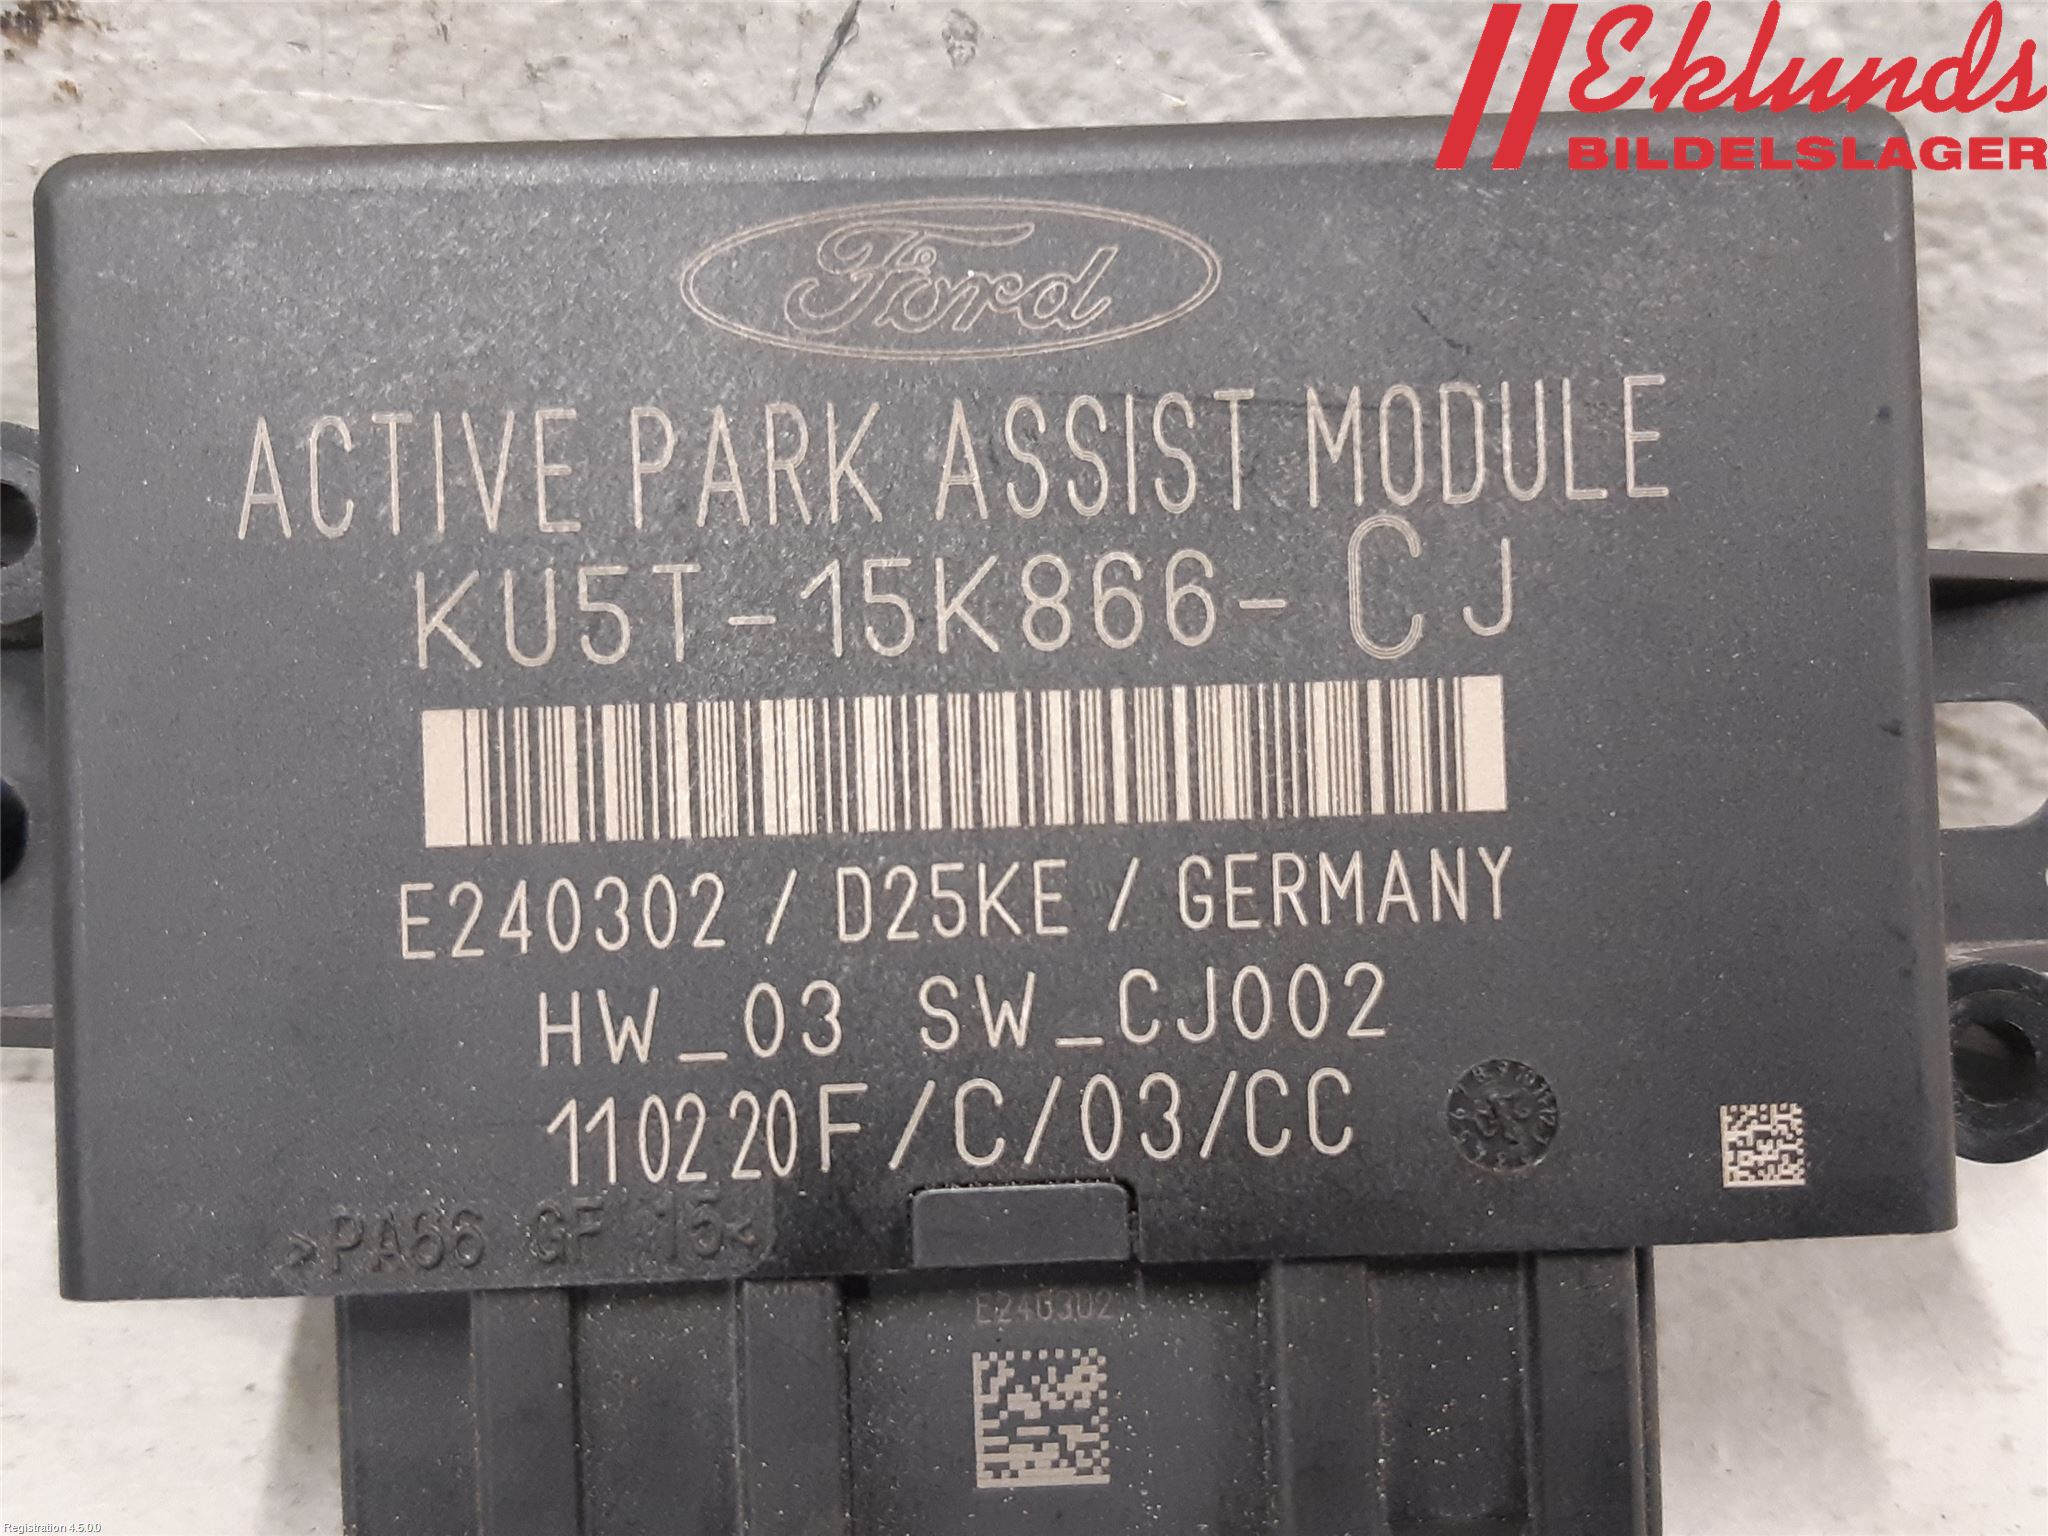 Eklunds
BILDELSLAGER
Ford
ACTIVE PARK ASSIST MODULE
KU5T-15K866-CJ
E240302 / D25KE / GERMANY
HW_03 SW_CJ002
110220F/C/03/CC
>PA66 GF 15<
E240302
Registration 4.5.0.0